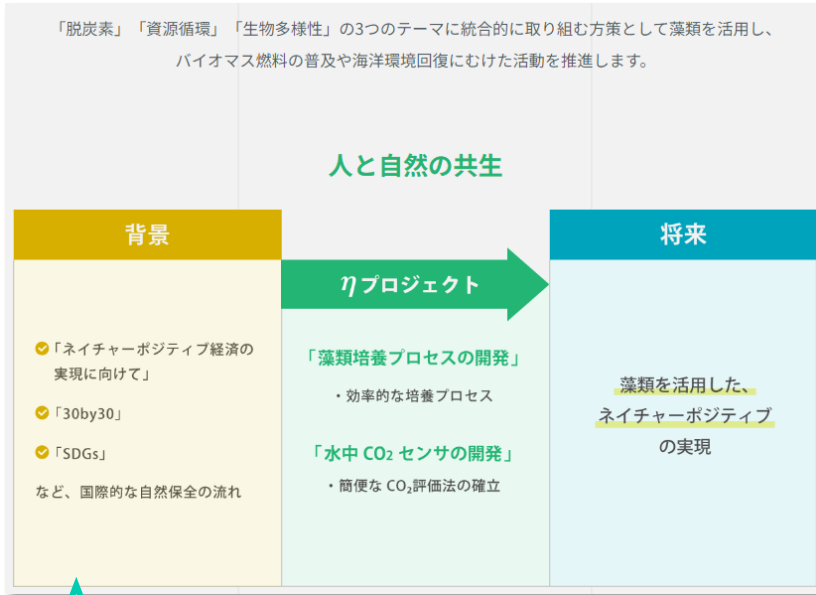 「脱炭素」「資源循環」「生物多様性」の3つのテーマに統合的に取り組む方策として藻類を活用し、
バイオマス燃料の普及や海洋環境回復にむけた活動を推進します。
人と自然の共生
背景
「ネイチャーポジティブ経済の
実現に向けて」
「30by30」
「SDGs」
など、国際的な自然保全の流れ
ηプロジェクト
「藻類培養プロセスの開発」
・効率的な培養プロセス
「水中 CO₂ センサの開発」
・簡便な CO₂評価法の確立
将来
藻類を活用した、
ネイチャーポジティブ
の実現